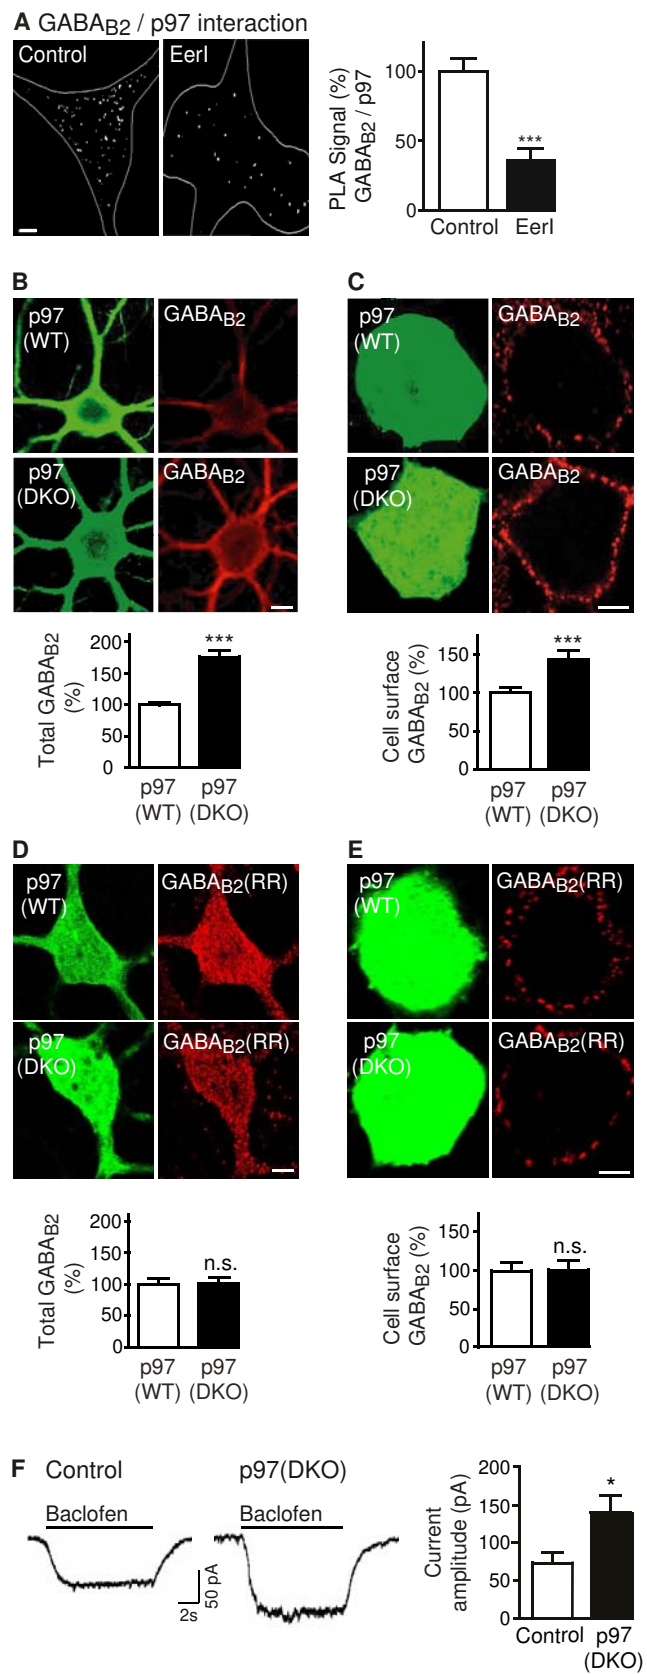 A GABAB2 / p97 interaction
Control
EerI
PLA Signal (%)
GABAB2 / p97
100
50
0
***
Control EerI
B
p97
(WT)
GABAB2
p97
(DKO)
GABAB2
Total GABAB2
(%)
200
150
100
50
0
***
p97
(WT)
p97
(DKO)
C
p97
(WT)
GABAB2
p97
(DKO)
GABAB2
Cell surface
GABAB2 (%)
150
100
50
0
***
p97
(WT)
p97
(DKO)
D
p97
(WT)
GABAB2(RR)
p97
(DKO)
GABAB2(RR)
Total GABAB2
(%)
200
150
100
50
0
n.s.
p97
(WT)
p97
(DKO)
E
p97
(WT)
GABAB2(RR)
p97
(DKO)
GABAB2(RR)
Cell surface
GABAB2 (%)
150
100
50
0
n.s.
p97
(WT)
p97
(DKO)
F Control
p97(DKO)
Baclofen
Baclofen
50 pA
2s
Current
amplitude (pA)
200
150
100
50
0
*
Control p97
(DKO)